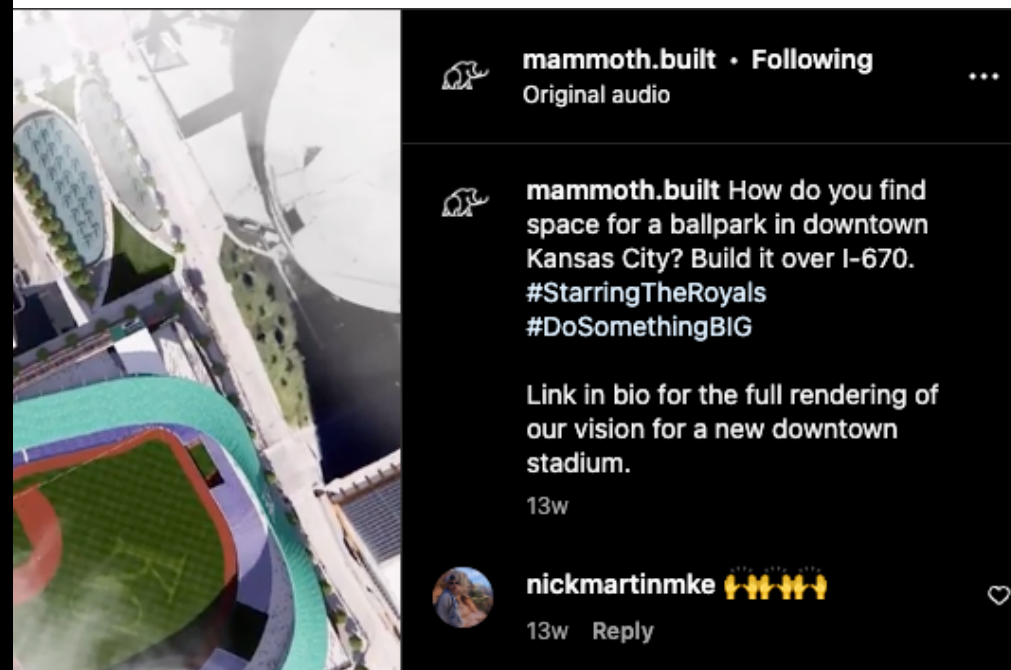 mammoth.built • Following
Original audio
mammoth.built How do you find
space for a ballpark in downtown
Kansas City? Build it over I-670.
#StarringTheRoyals
#DoSomethingBIG
Link in bio for the full rendering of
our vision for a new downtown
stadium.
13w
nickmartinmke 🙌🙌🙌
13w Reply